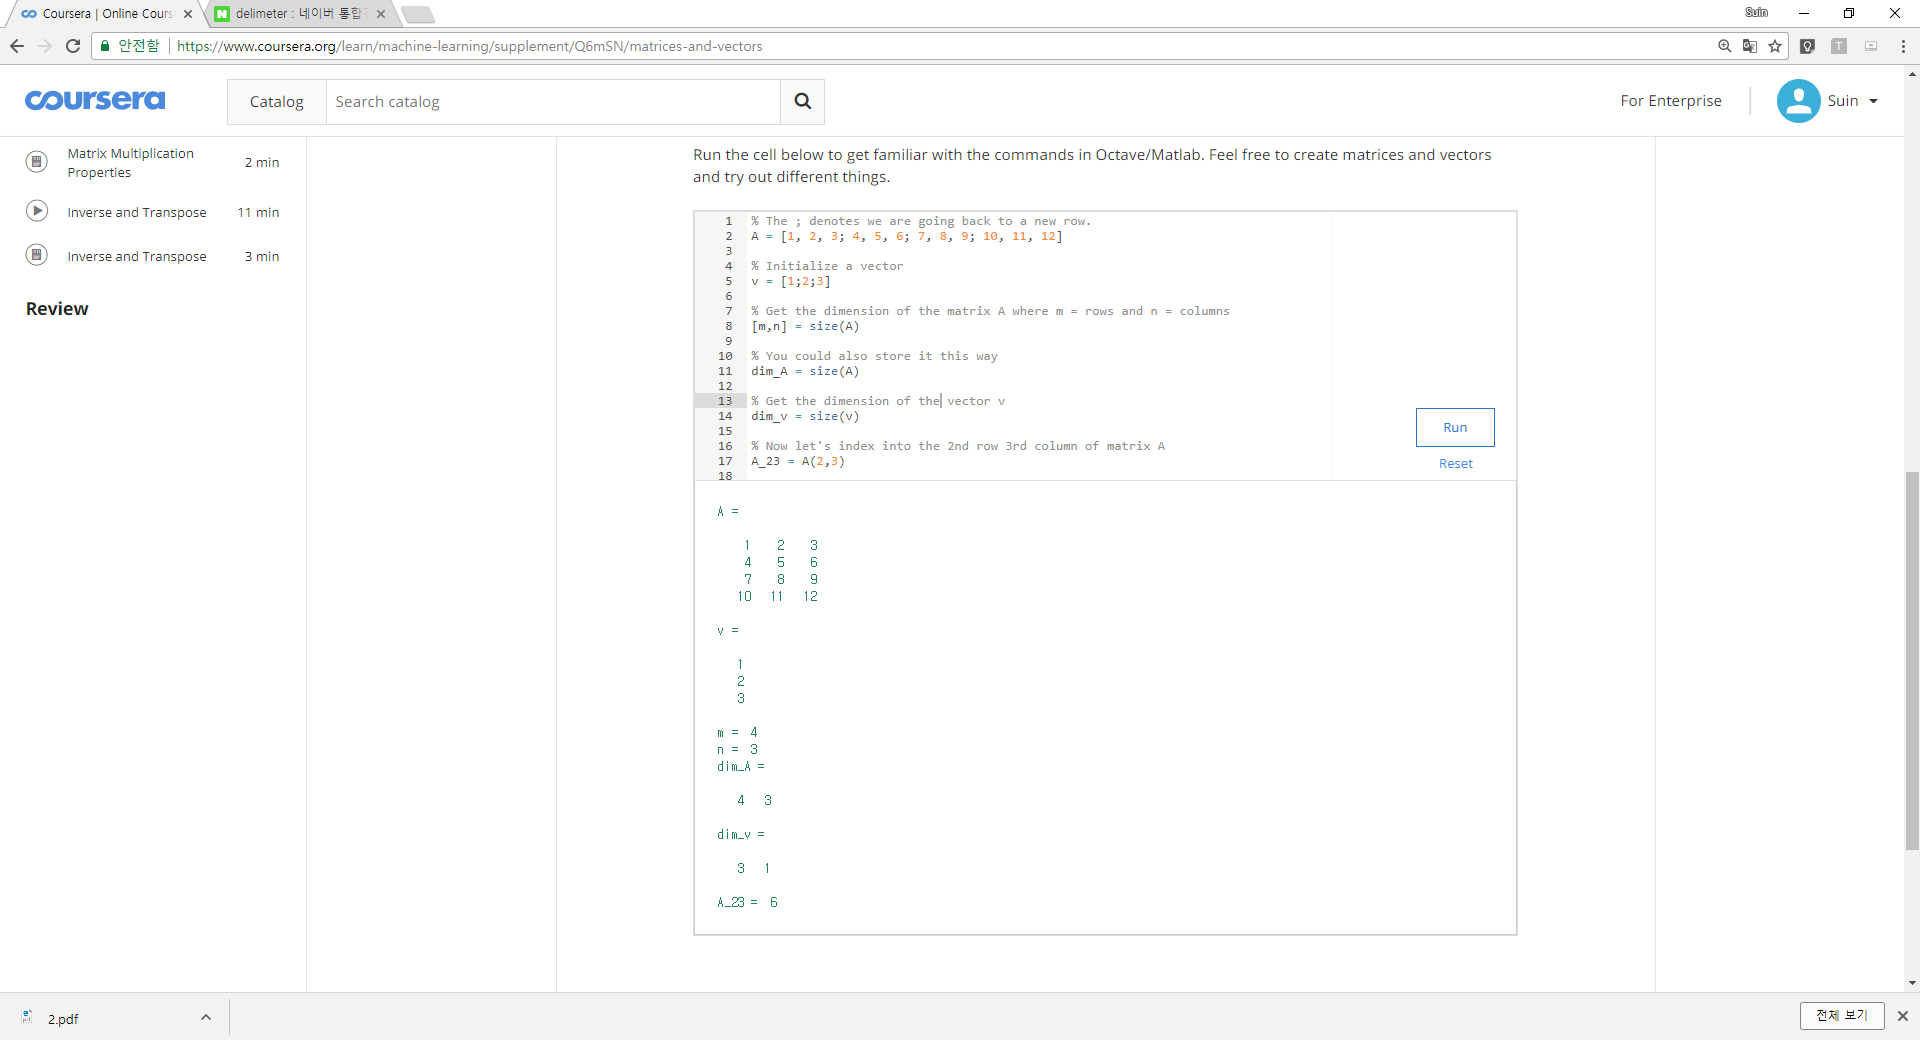 Coursera | Online Cours
delimeter : 네이버 통합
Suin
안전함
https://www.coursera.org/learn/machine-learning/supplement/Q6mSN/matrices-and-vectors
coursera
Catalog
Search catalog
For Enterprise
Suin
Matrix Multiplication
Properties
2 min
Inverse and Transpose
11 min
Inverse and Transpose
3 min
Review
Run the cell below to get familiar with the commands in Octave/Matlab. Feel free to create matrices and vectors
and try out different things.
1 % The ; denotes we are going back to a new row.
2 A = [1, 2, 3; 4, 5, 6; 7, 8, 9; 10, 11, 12]
3
4 % Initialize a vector
5 v = [1;2;3]
6
7 % Get the dimension of the matrix A where m = rows and n = columns
8 [m,n] = size(A)
9
10 % You could also store it this way
11 dim_A = size(A)
12
13 % Get the dimension of the vector v
14 dim_v = size(v)
15
16 % Now let's index into the 2nd row 3rd column of matrix A
17 A_23 = A(2,3)
18
Run
Reset
A =
1 2 3
4 5 6
7 8 9
10 11 12
v =
1
2
3
m = 4
n = 3
dim_A =
4 3
dim_v =
3 1
A_23 = 6
2.pdf
전체 보기